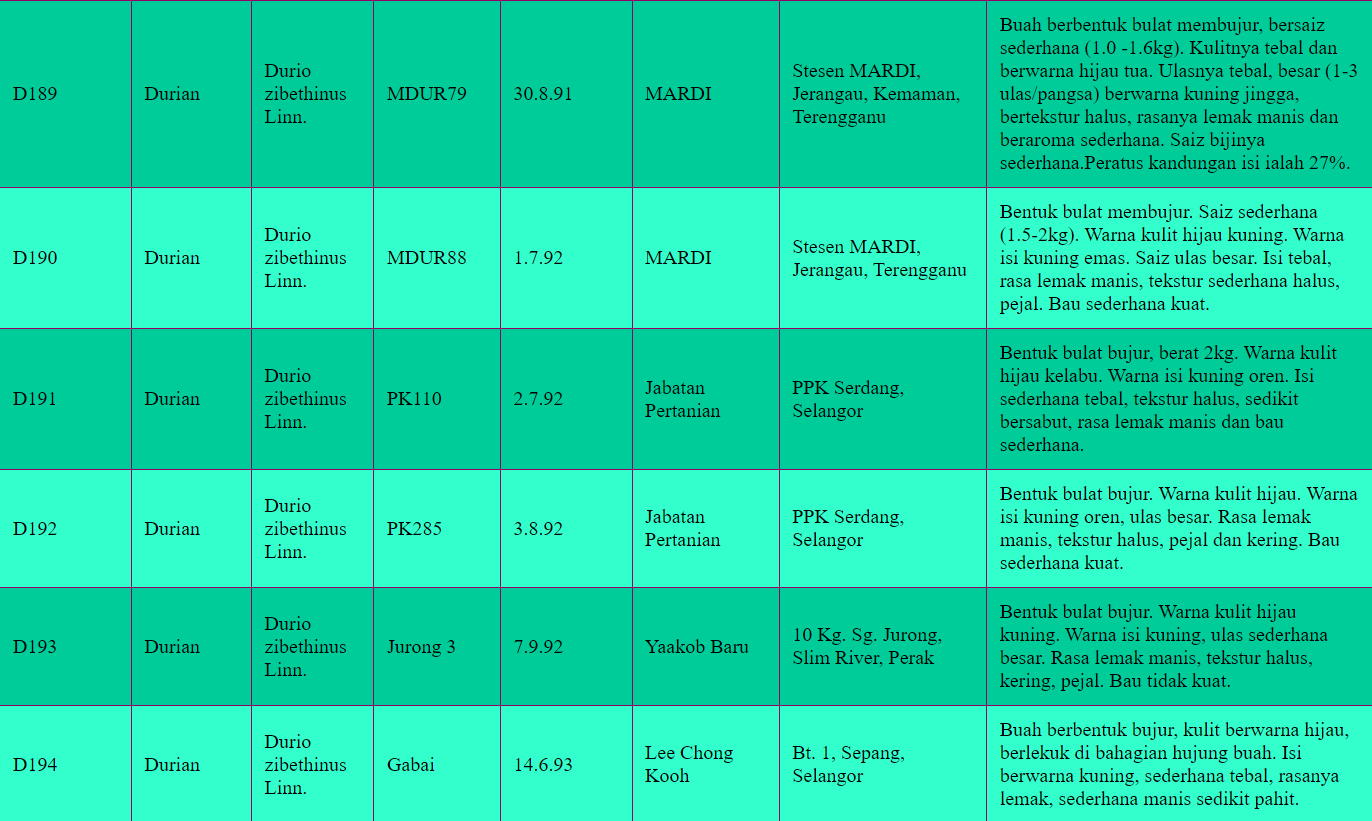 D189
Durian
Durio
zibethinus
Linn.
MDUR79
30.8.91
MARDI
Stesen MARDI,
Jerangau, Kemaman,
Terengganu
Buah berbentuk bulat membujur, bersaiz
sederhana (1.0 -1.6kg). Kulitnya tebal dan
berwarna hijau tua. Ulasnya tebal, besar (1-3
ulas/pangsa) berwarna kuning jingga,
bertekstur halus, rasanya lemak manis dan
beraroma sederhana. Saiz bijinya
sederhana.Peratus kandungan isi ialah 27%.
D190
Durian
Durio
zibethinus
Linn.
MDUR88
1.7.92
MARDI
Stesen MARDI,
Jerangau, Terengganu
Bentuk bulat membujur. Saiz sederhana
(1.5-2kg). Warna kulit hijau kuning. Warna
isi kuning emas. Saiz ulas besar. Isi tebal,
rasa lemak manis, tekstur sederhana halus,
pejal. Bau sederhana kuat.
D191
Durian
Durio
zibethinus
Linn.
PK110
2.7.92
Jabatan
Pertanian
PPK Serdang,
Selangor
Bentuk bulat bujur, berat 2kg. Warna kulit
hijau kelabu. Warna isi kuning oren. Isi
sederhana tebal, tekstur halus, sedikit
bersabut, rasa lemak manis dan bau
sederhana.
D192
Durian
Durio
zibethinus
Linn.
PK285
3.8.92
Jabatan
Pertanian
PPK Serdang,
Selangor
Bentuk bulat bujur. Warna kulit hijau. Warna
isi kuning oren, ulas besar. Rasa lemak
manis, tekstur halus, pejal dan kering. Bau
sederhana kuat.
D193
Durian
Durio
zibethinus
Linn.
Jurong 3
7.9.92
Yaakob Baru
10 Kg. Sg. Jurong,
Slim River, Perak
Bentuk bulat bujur. Warna kulit hijau
kuning. Warna isi kuning, ulas sederhana
besar. Rasa lemak manis, tekstur halus,
kering, pejal. Bau tidak kuat.
D194
Durian
Durio
zibethinus
Linn.
Gabai
14.6.93
Lee Chong
Kooh
Bt. 1, Sepang,
Selangor
Buah berbentuk bujur, kulit berwarna hijau,
berlekuk di bahagian hujung buah. Isi
berwarna kuning, sederhana tebal, rasanya
lemak, sederhana manis sedikit pahit.